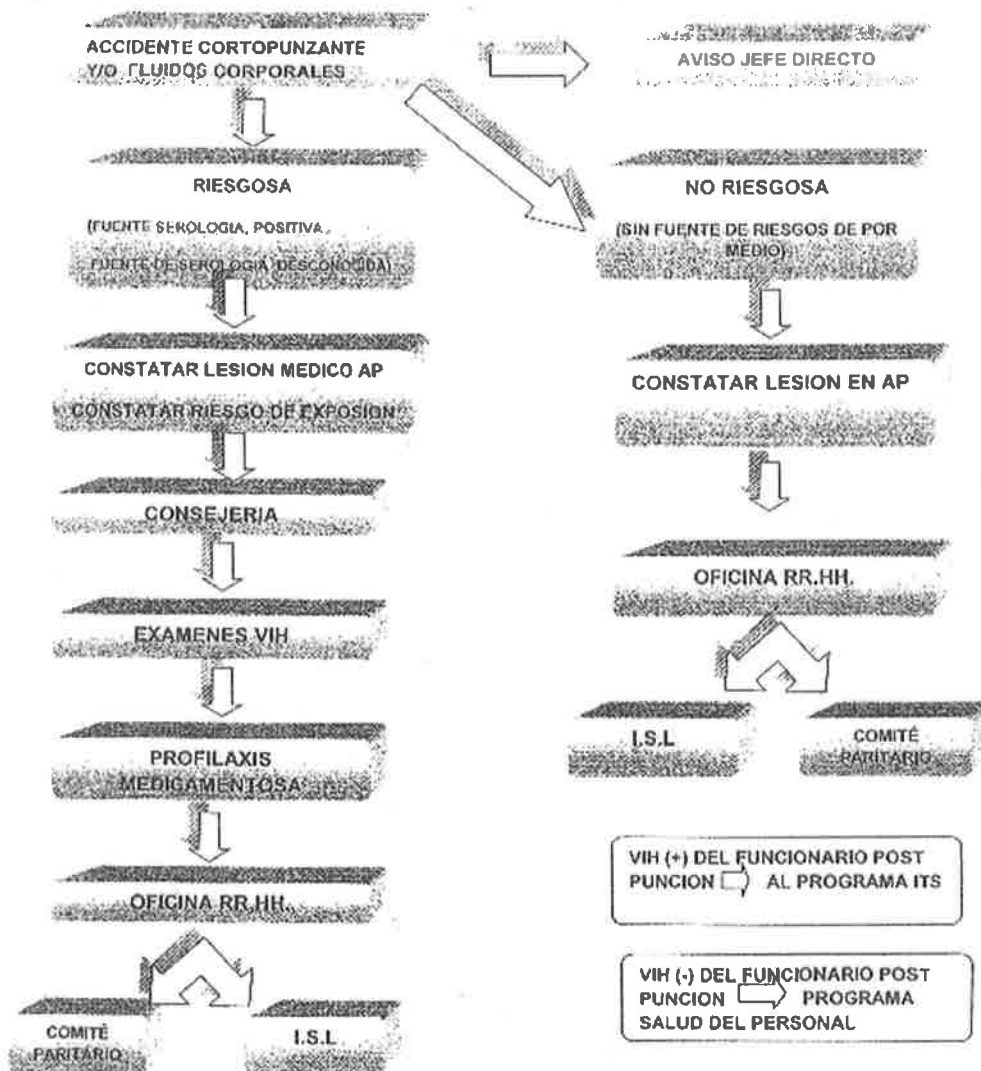 ACCIDENTE CORTOPUNZANTE
Y/O FLUIDOS CORPORALES
AVISO JEFE DIRECTO
RIESGOSA
(FUENTE SEROLOGIA, POSITIVA,
FUENTE DE SEROLOGIA DESCONOCIDA)
NO RIESGOSA
(SIN FUENTE DE RIESGOS DE POR
MEDIO)
CONSTATAR LESION MEDICO AP
CONSTATAR RIESGO DE EXPOSION
CONSTATAR LESION EN AP
CONSEJERIA
EXAMENES VIH
PROFILAXIS
MEDICAMENTOSA
OFICINA RR.HH.
COMITÉ
PARITÁRIO
I.S.L
OFICINA RR.HH.
I.S.L
COMITÉ
PARITARIO
VIH (+) DEL FUNCIONARIO POST
PUNCION AL PROGRAMA ITS
VIH (-) DEL FUNCIONARIO POST
PUNCION PROGRAMA
SALUD DEL PERSONAL